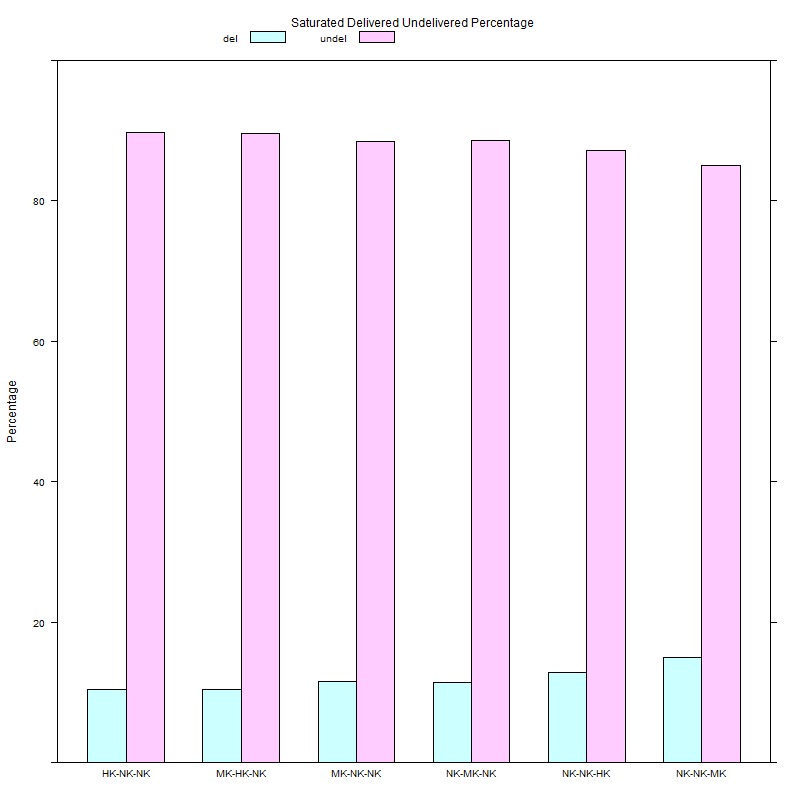 Saturated Delivered Undelivered Percentage
del undel
80
60
Percentage
40
20
HK-NK-NK MK-HK-NK MK-NK-NK NK-MK-NK NK-NK-HK NK-NK-MK